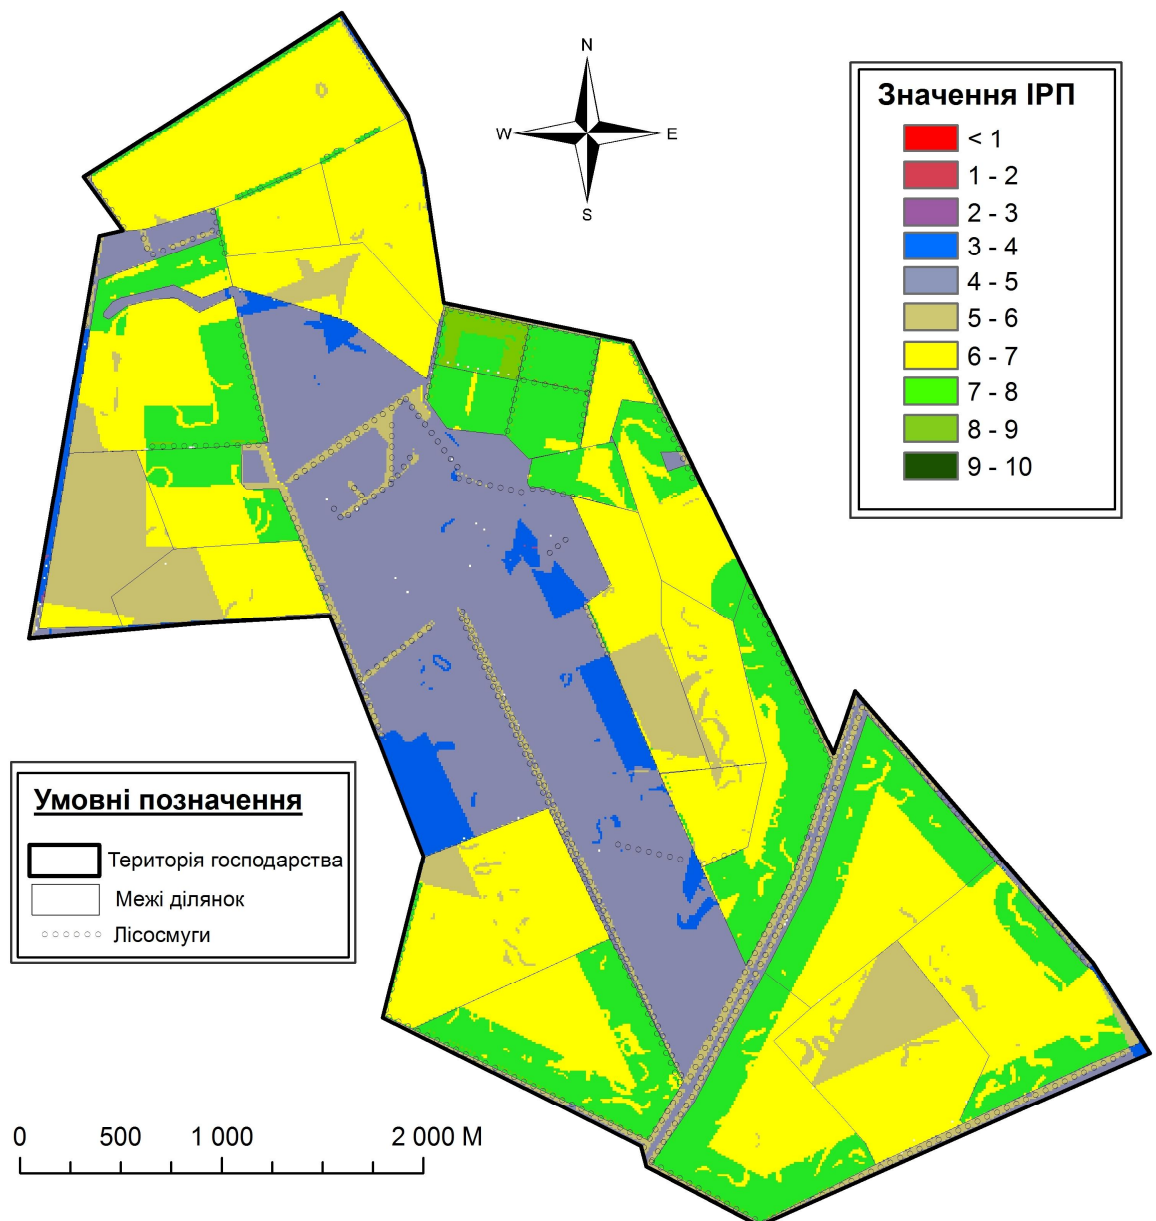 N
W E
S
Значення ІРП
< 1
1 - 2
2 - 3
3 - 4
4 - 5
5 - 6
6 - 7
7 - 8
8 - 9
9 - 10
Умовні позначення
Територія господарства
Межі ділянок
Лісосмуги
0 500 1 000 2 000 М